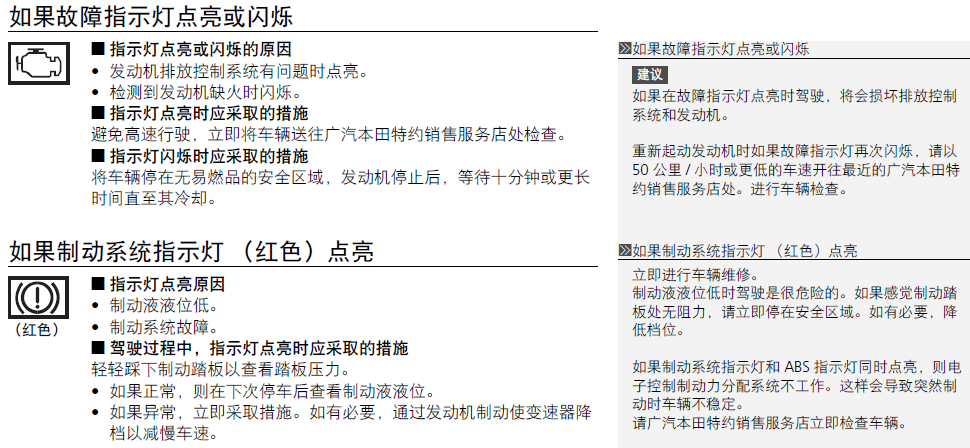 如果故障指示灯点亮或闪烁
■ 指示灯点亮或闪烁的原因
• 发动机排放控制系统有问题时点亮。
• 检测到发动机缺火时闪烁。
■ 指示灯点亮时应采取的措施
避免高速行驶，立即将车辆送往广汽本田特约销售服务店处检查。
■ 指示灯闪烁时应采取的措施
将车辆停在无易燃品的安全区域，发动机停止后，等待十分钟或更长
时间直至其冷却。
如果故障指示灯点亮或闪烁
建议
如果在故障指示灯点亮时驾驶，将会损坏排放控制
系统和发动机。
重新起动发动机时如果故障指示灯再次闪烁，请以
50 公里 / 小时或更低的车速开往最近的广汽本田特
约销售服务店处。进行车辆检查。
如果制动系统指示灯 （红色）点亮
（红色）
■ 指示灯点亮原因
• 制动液液位低。
• 制动系统故障。
■ 驾驶过程中，指示灯点亮时应采取的措施
轻轻踩下制动踏板以查看踏板压力。
• 如果正常，则在下次停车后查看制动液液位。
• 如果异常，立即采取措施。如有必要，通过发动机制动使变速器降
档以减慢车速。
如果制动系统指示灯 （红色）点亮
立即进行车辆维修。
制动液液位低时驾驶是很危险的。如果感觉制动踏
板处无阻力，请立即停在安全区域。如有必要，降
低档位。
如果制动系统指示灯和 ABS 指示灯同时点亮，则电
子控制制动力分配系统不工作。这样会导致突然制
动时车辆不稳定。
请广汽本田特约销售服务店立即检查车辆。